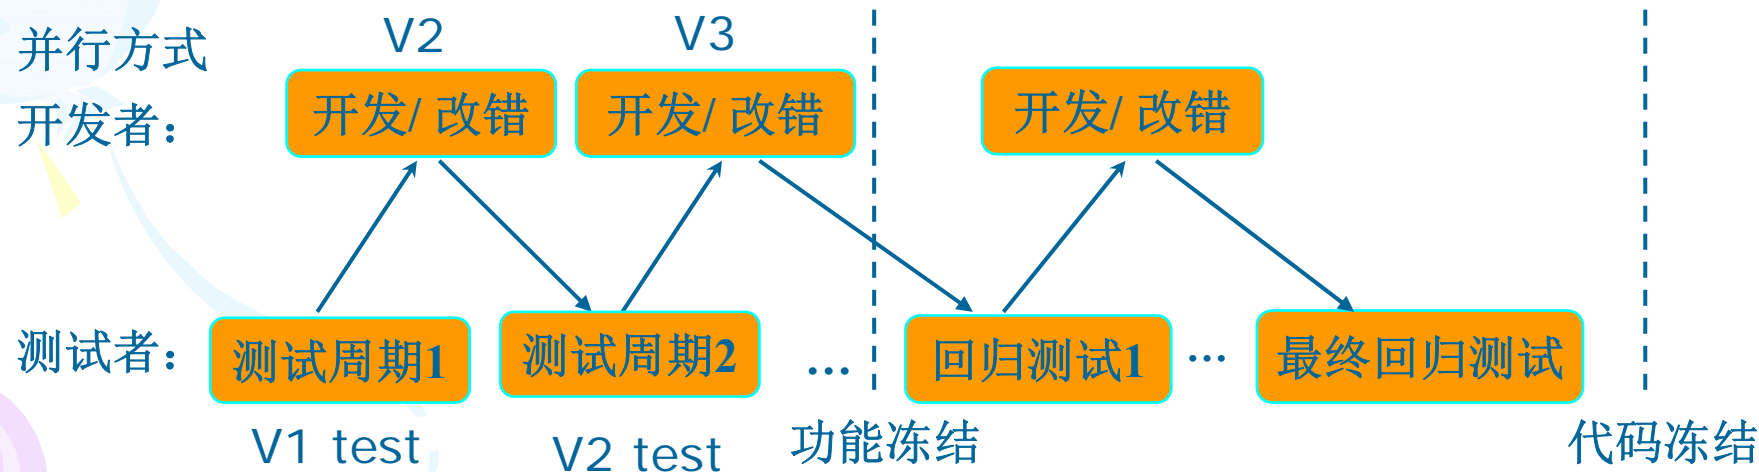 并行方式
V2
V3
开发者：
开发/ 改错
开发/ 改错
开发/ 改错
测试者：
测试周期1
测试周期2
...
回归测试1
...
最终回归测试
V1 test
V2 test
功能冻结
代码冻结